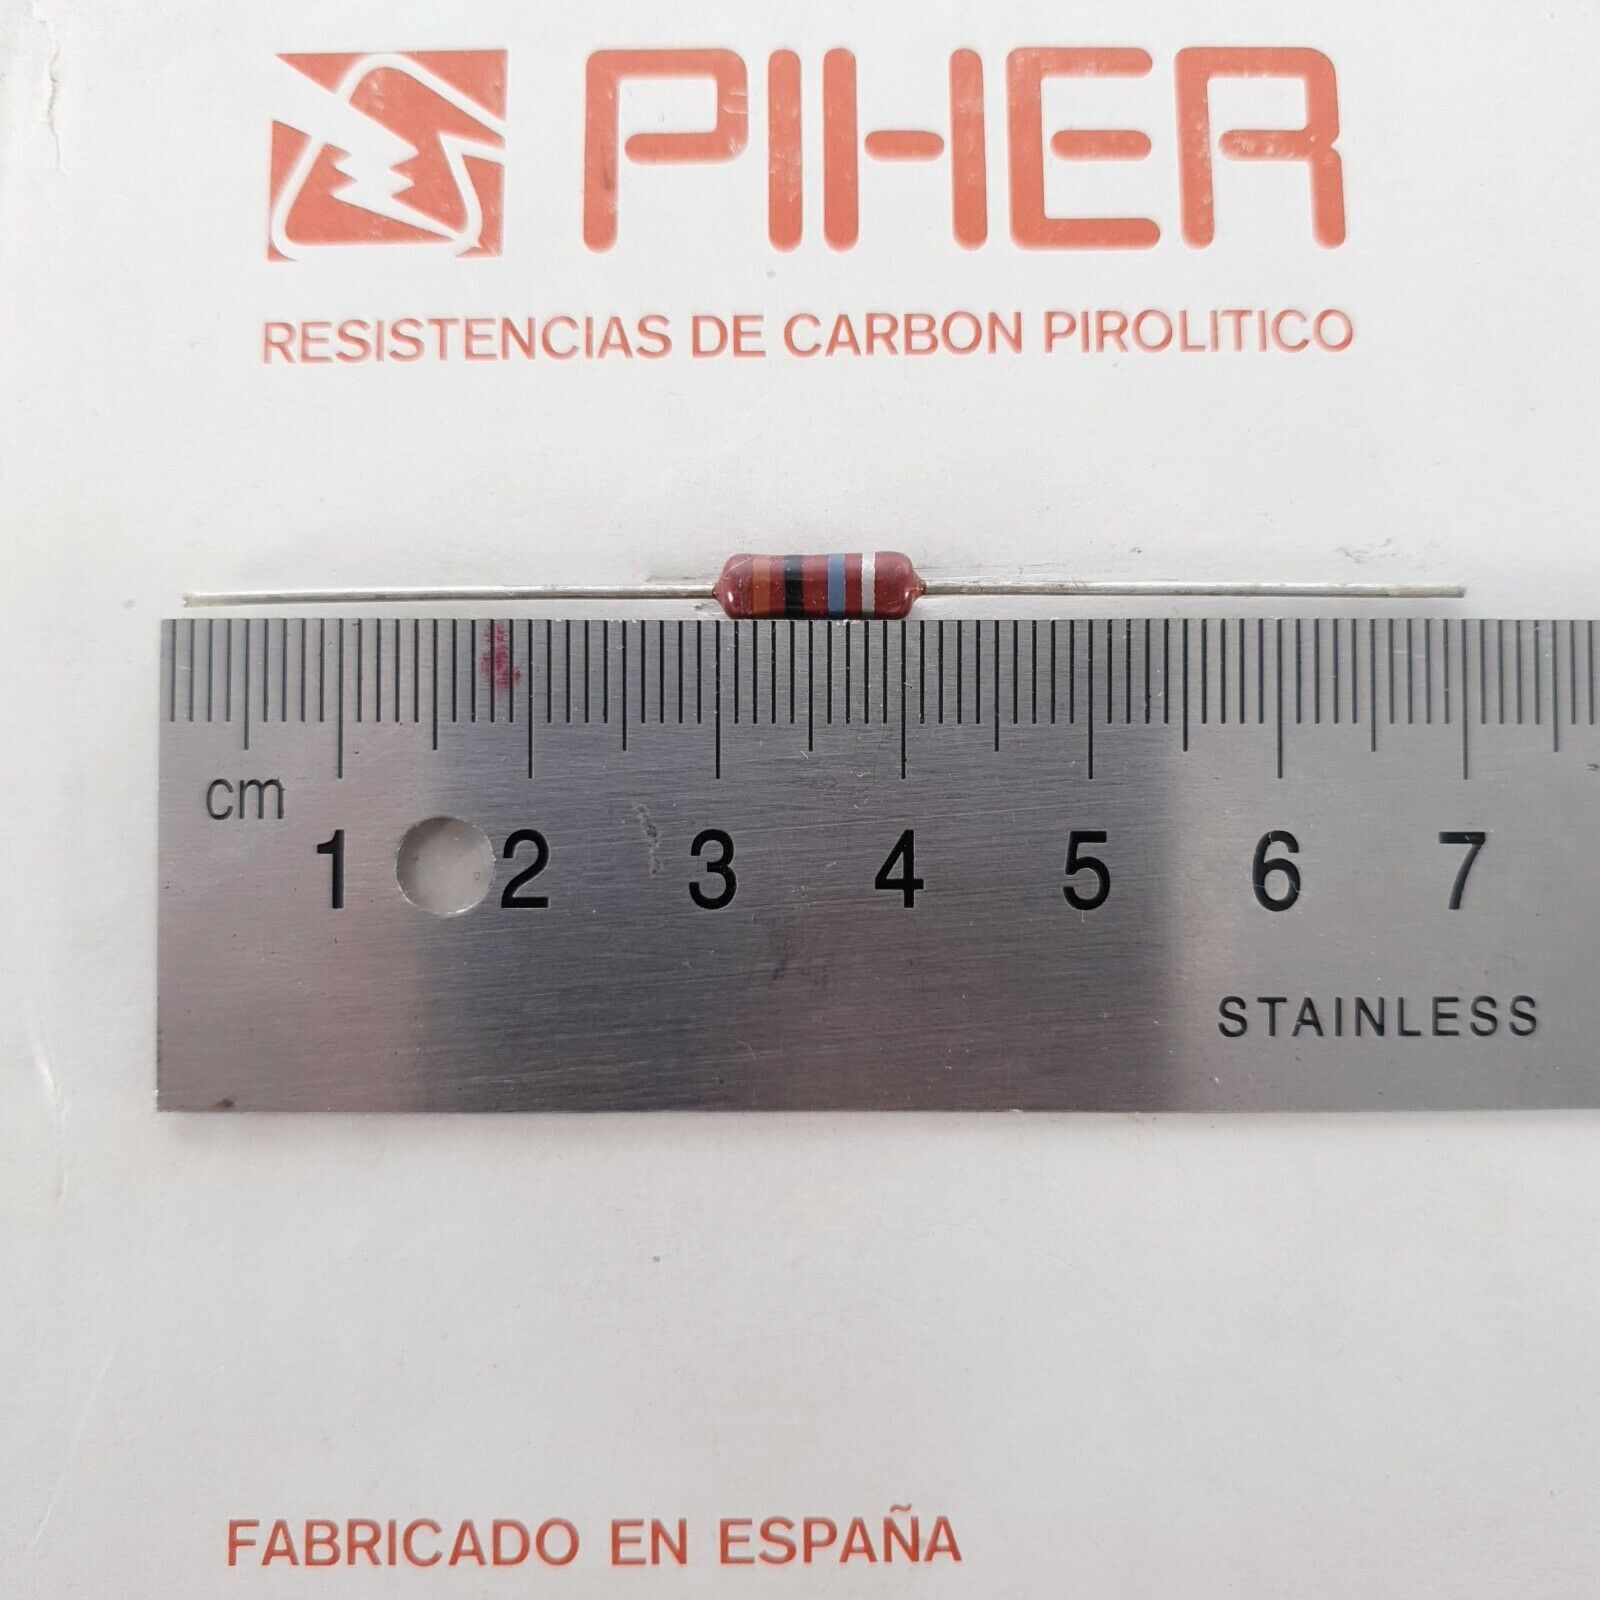 PIHER
RESISTENCIAS DE CARBON PIROLITICO
cm
1 2 3 4 5 6 7
STAINLESS
FABRICADO EN ESPAÑA